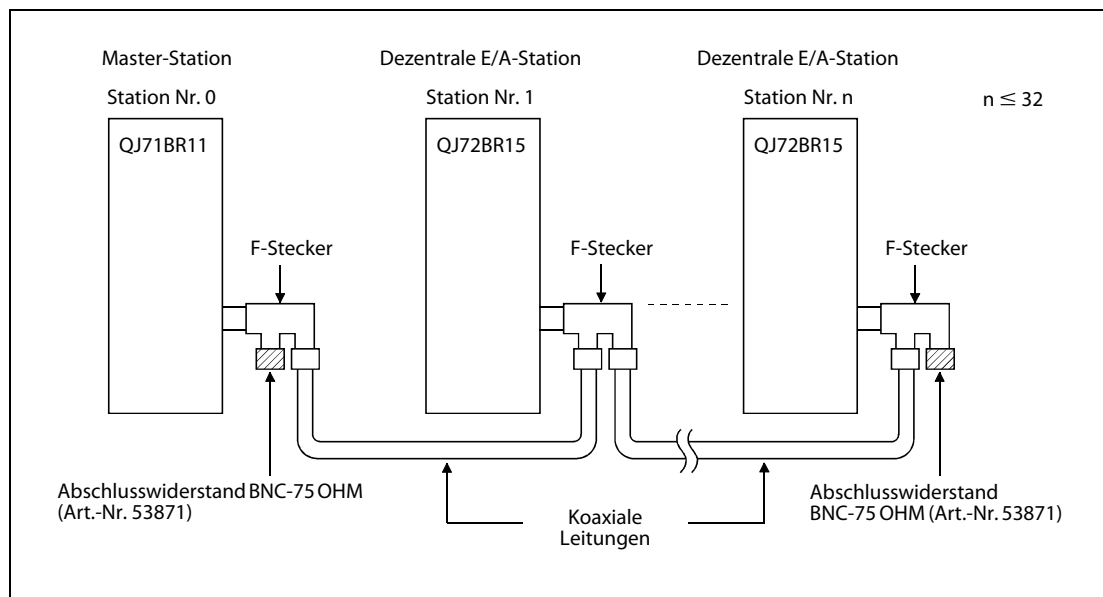 Master-Station
Dezentrale E/A-Station
Dezentrale E/A-Station
Station Nr. 0
Station Nr. 1
Station Nr. n
n ≤ 32
QJ71BR11
QJ72BR15
QJ72BR15
F-Stecker
F-Stecker
F-Stecker
Abschlusswiderstand BNC-75 OHM
(Art.-Nr. 53871)
Koaxiale
Leitungen
Abschlusswiderstand
BNC-75 OHM (Art.-Nr. 53871)